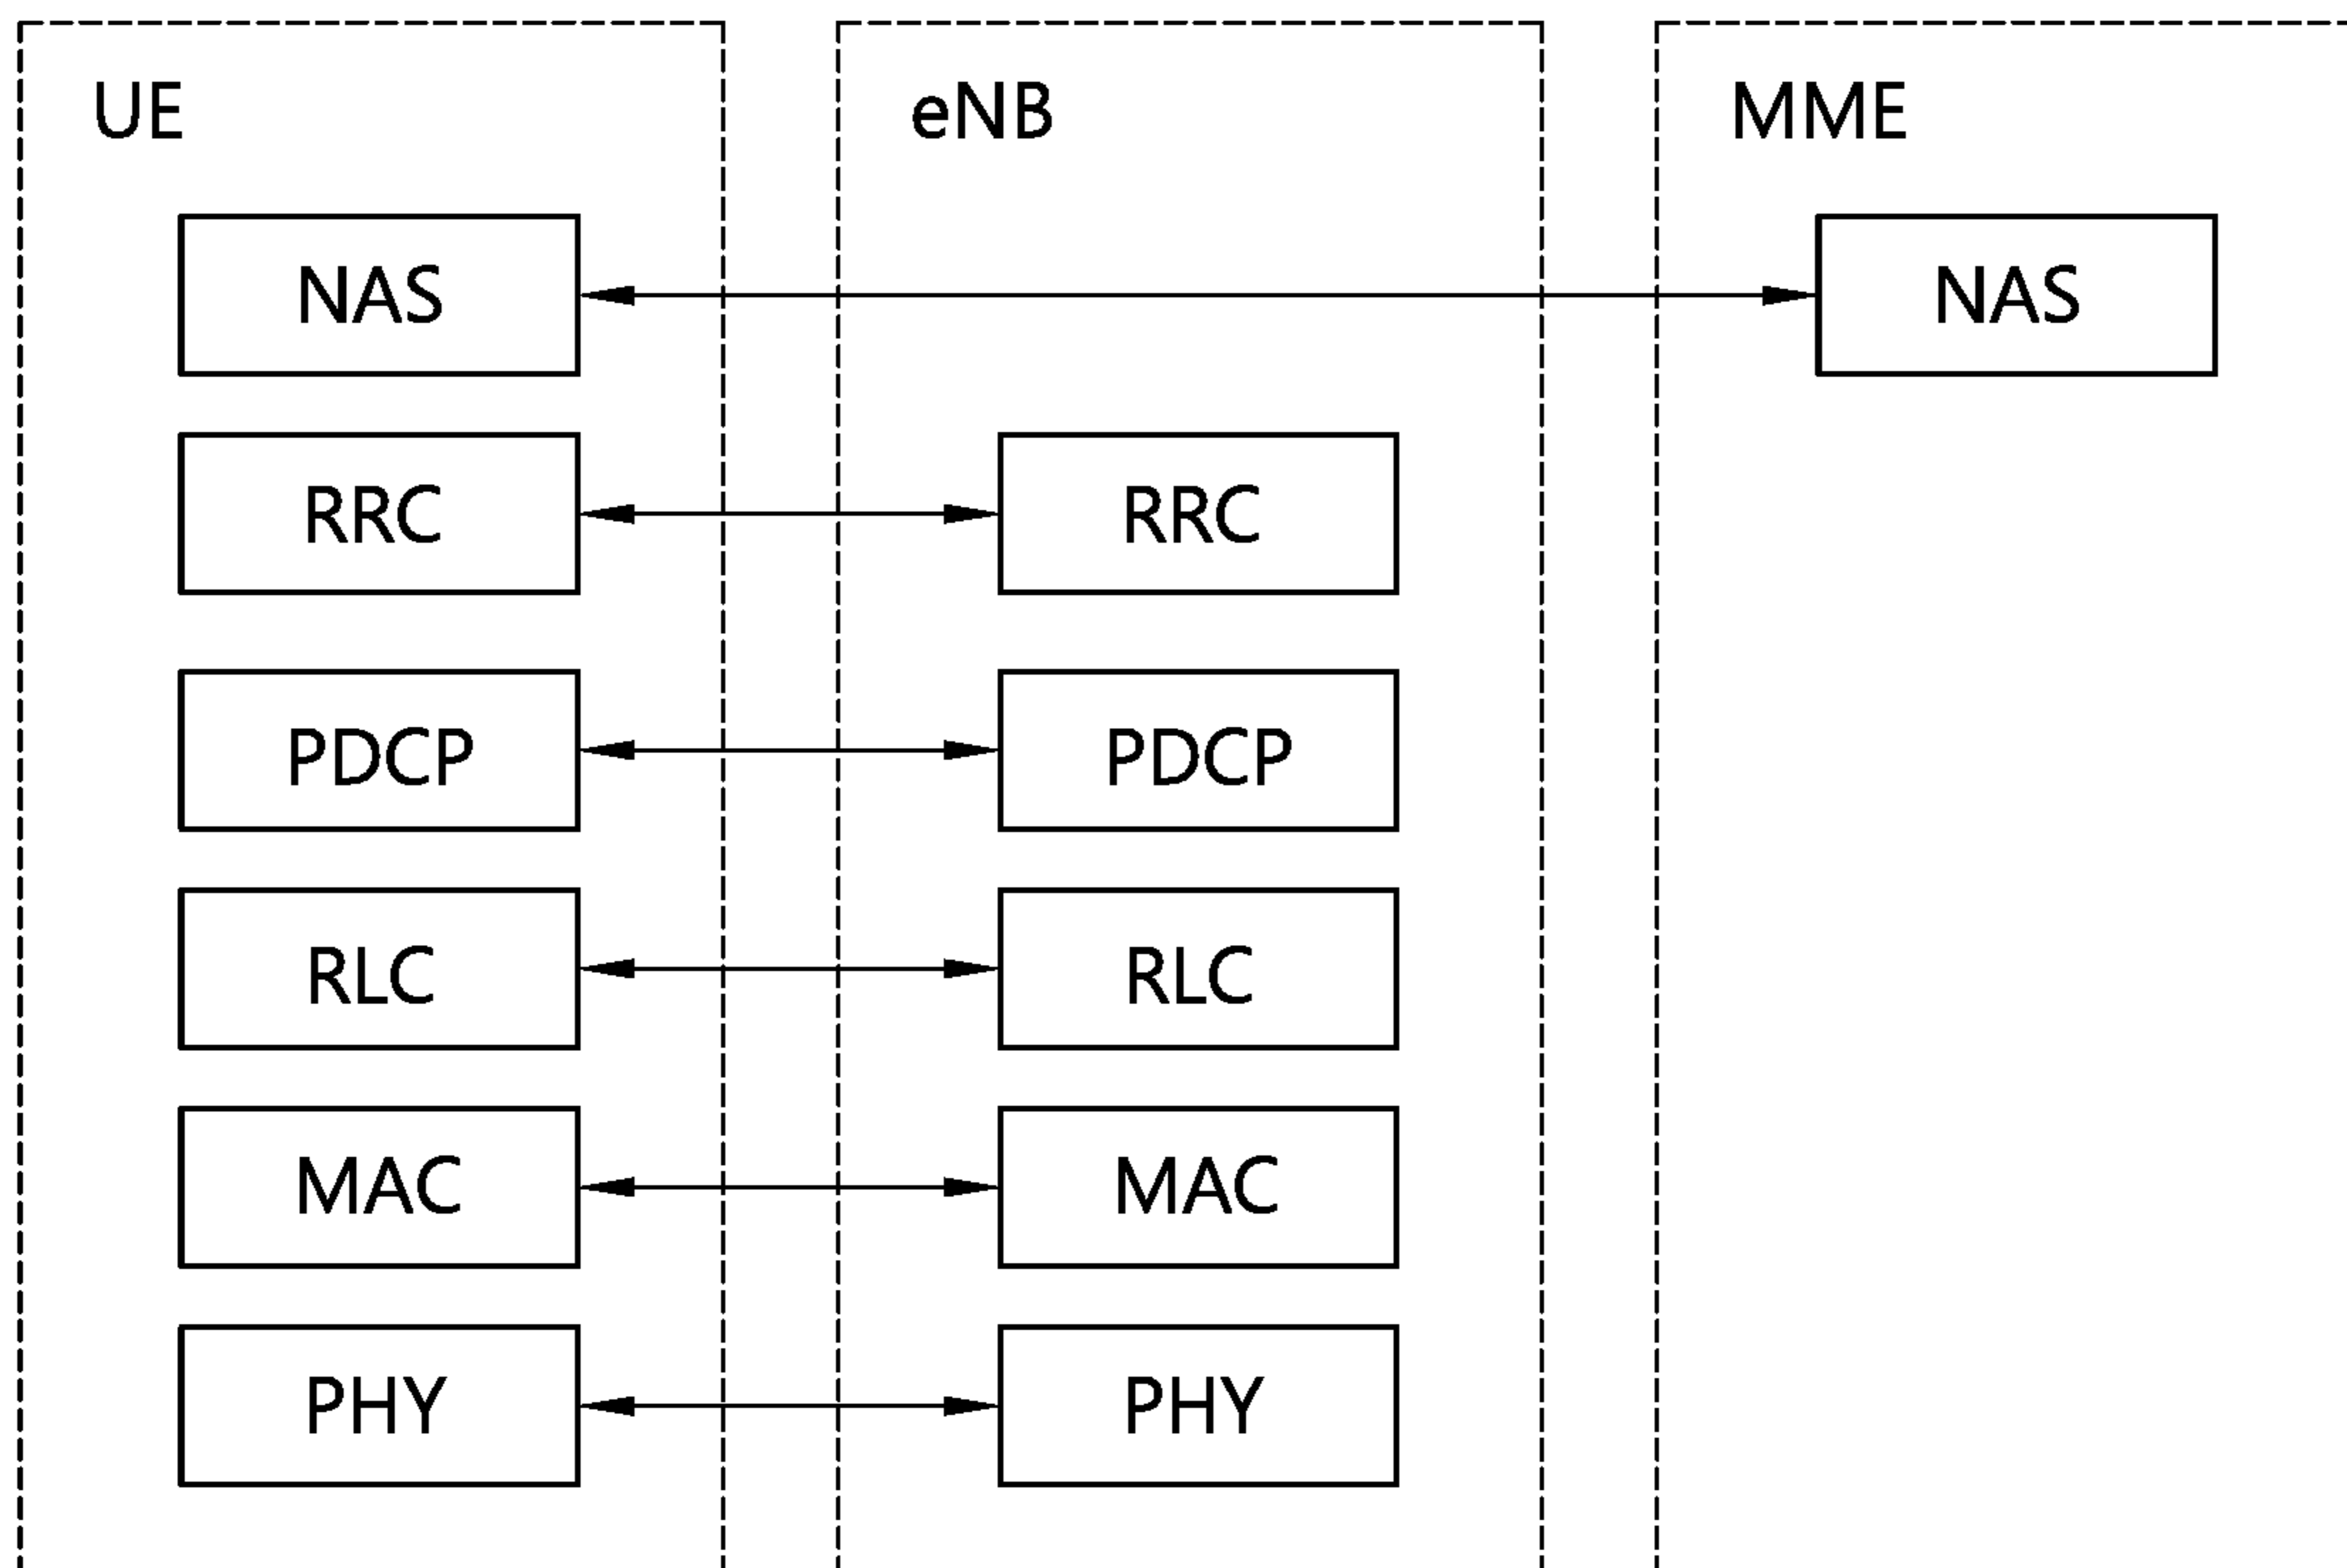 UE eNB MME
NAS NAS
RRC RRC
PDCP PDCP
RLC RLC
MAC MAC
PHY PHY